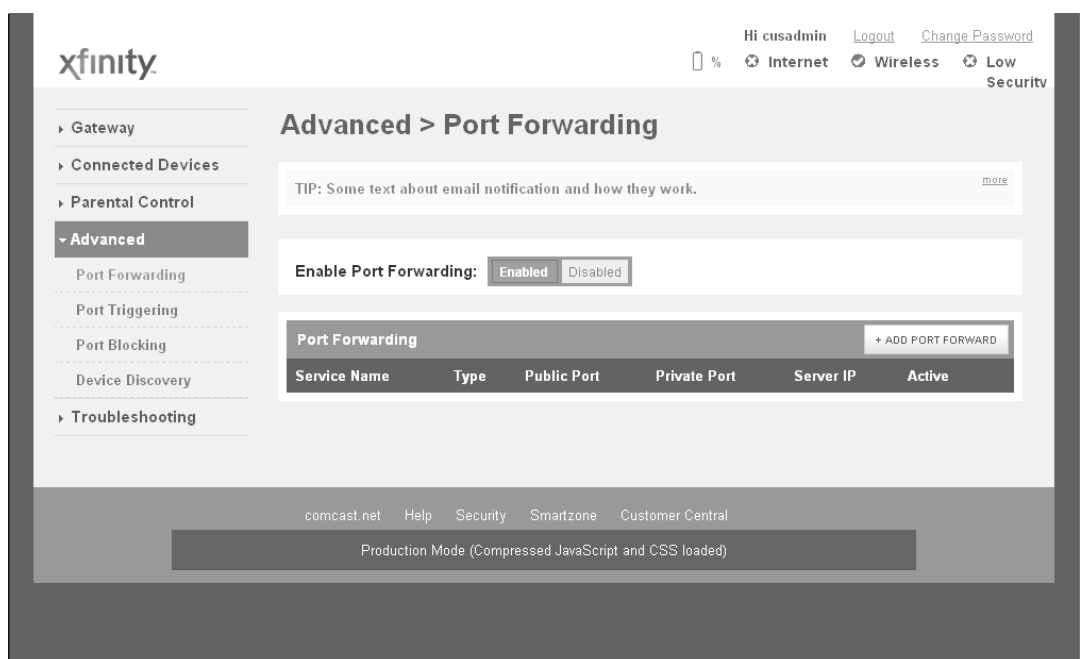 Hi cusadmin Logout Change Password
xfinity.
% Internet Wireless Low Security
Gateway
Connected Devices
Parental Control
Advanced
Port Forwarding
Port Triggering
Port Blocking
Device Discovery
Troubleshooting
Advanced > Port Forwarding
TIP: Some text about email notification and how they work.
more
Enable Port Forwarding: Enabled Disabled
Port Forwarding
+ ADD PORT FORWARD
Service Name Type Public Port Private Port Server IP Active
comcast.net Help Security Smartzone Customer Central
Production Mode (Compressed JavaScript and CSS loaded)